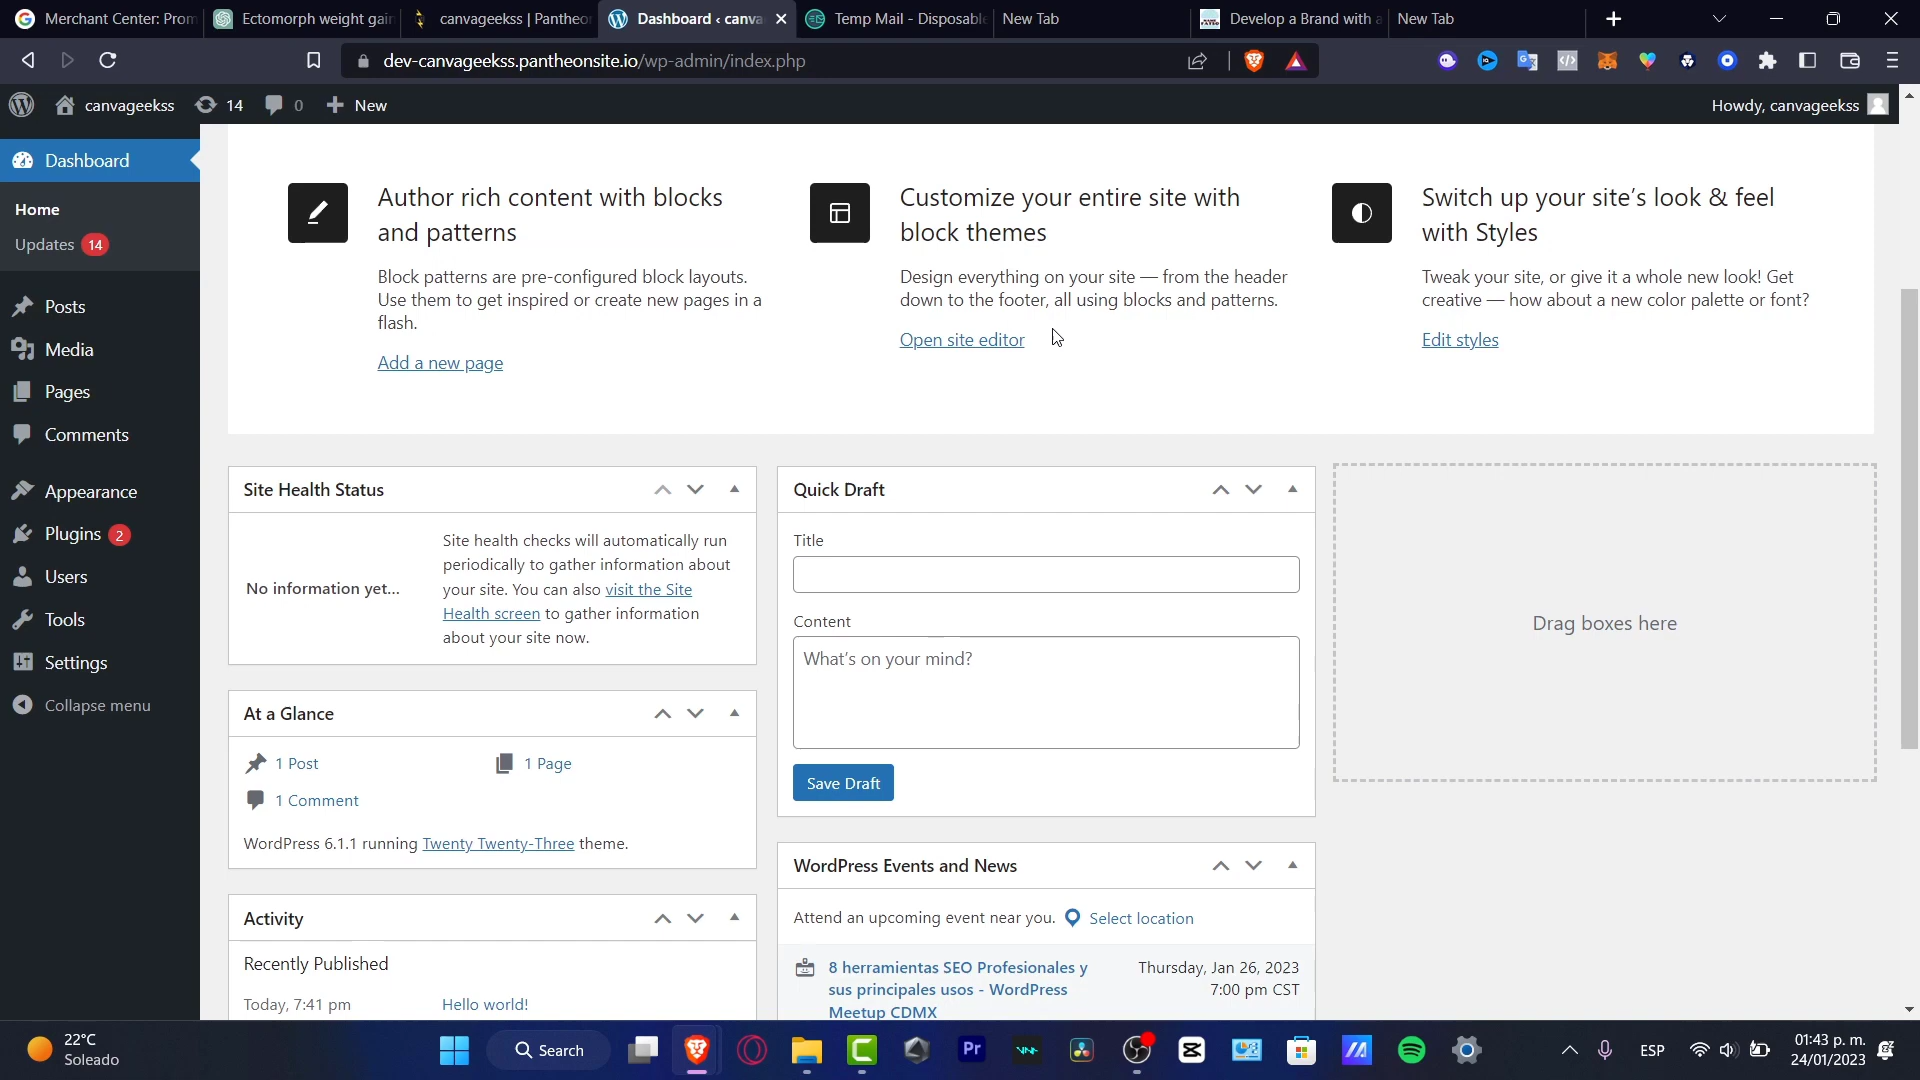 Merchant Center: Prom
Ectomorph weight gain
canvageekss | Pantheo
Dashboard ‹ canva
Temp Mail - Disposabl
New Tab
Develop a Brand with a
New Tab
dev-canvageekss.pantheonsite.io/wp-admin/index.php
canvageekss
14
0
New
Howdy, canvageekss
Dashboard
Home
Updates 14
Posts
Media
Pages
Comments
Appearance
Plugins 2
Users
Tools
Settings
Collapse menu
Author rich content with blocks
and patterns
Block patterns are pre-configured block layouts.
Use them to get inspired or create new pages in a
flash.
Add a new page
Customize your entire site with
block themes
Design everything on your site — from the header
down to the footer, all using blocks and patterns.
Open site editor
Switch up your site’s look & feel
with Styles
Tweak your site, or give it a whole new look! Get
creative — how about a new color palette or font?
Edit styles
Site Health Status
No information yet...
Site health checks will automatically run
periodically to gather information about
your site. You can also visit the Site
Health screen to gather information
about your site now.
At a Glance
1 Post
1 Page
1 Comment
WordPress 6.1.1 running Twenty Twenty-Three theme.
Activity
Recently Published
Today, 7:41 pm
Hello world!
Quick Draft
Title
Content
What’s on your mind?
Save Draft
WordPress Events and News
Attend an upcoming event near you.
Select location
8 herramientas SEO Profesionales y
sus principales usos - WordPress
Meetup CDMX
Thursday, Jan 26, 2023
7:00 pm CST
Drag boxes here
22°C
Soleado
Search
Pr
ESP
01:43 p. m.
24/01/2023